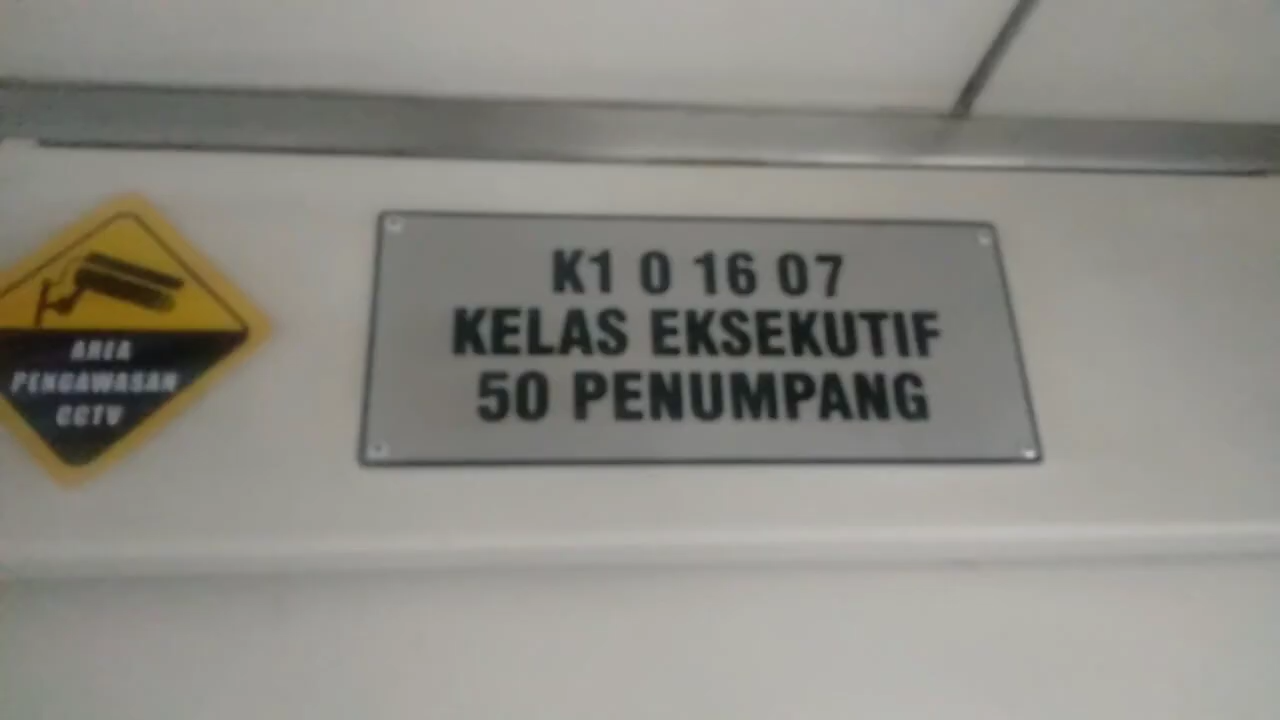 AREA
PENGAWASAN
CCTV
K1 0 16 07
KELAS EKSEKUTIF
50 PENUMPANG